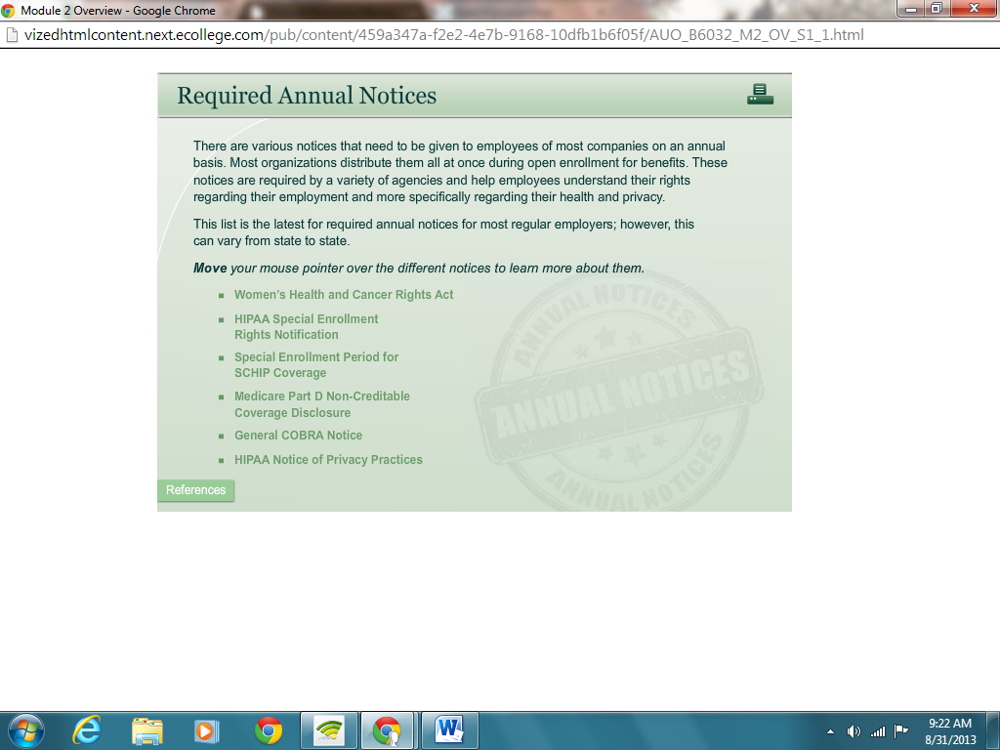 Module 2 Overview - Google Chrome
vizedhtmlcontent.next.ecollege.com/pub/content/459a347a-f2e2-4e7b-9168-10dfb1b6f05f/AUO_B6032_M2_OV_S1_1.html
Required Annual Notices
There are various notices that need to be given to employees of most companies on an annual
basis. Most organizations distribute them all at once during open enrollment for benefits. These
notices are required by a variety of agencies and help employees understand their rights
regarding their employment and more specifically regarding their health and privacy.
This list is the latest for required annual notices for most regular employers; however, this
can vary from state to state.
Move your mouse pointer over the different notices to learn more about them.
Women's Health and Cancer Rights Act
HIPAA Special Enrollment
Rights Notification
Special Enrollment Period for
SCHIP Coverage
Medicare Part D Non-Creditable
Coverage Disclosure
General COBRA Notice
HIPAA Notice of Privacy Practices
ANNUAL NOTICES
ANNUAL NOTICES
ANNUAL NOTICES
References
9:22 AM
8/31/2013